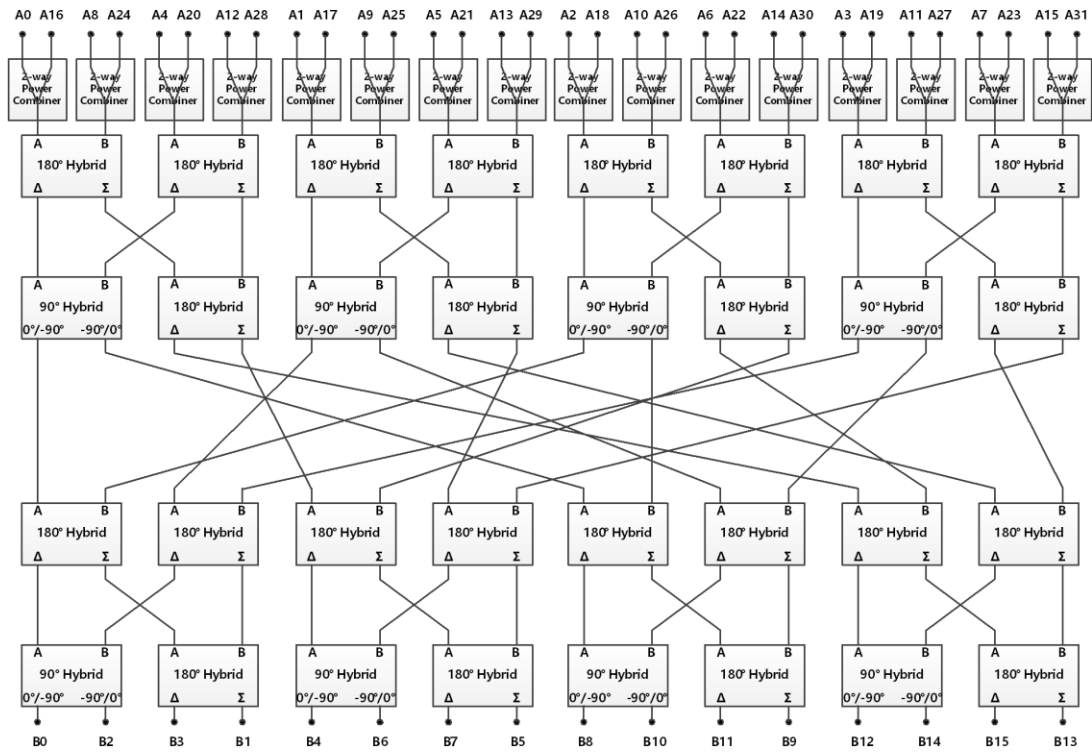 A0 A16 A8 A24 A4 A20 A12 A28 A1 A17 A9 A25 A5 A21 A13 A29 A2 A18 A10 A26 A6 A22 A14 A30 A3 A19 A11 A27 A7 A23 A15 A31
2-way 2-way 2-way 2-way 2-way 2-way 2-way 2-way 2-way 2-way 2-way 2-way 2-way 2-way 2-way 2-way
Power Power Power Power Power Power Power Power Power Power Power Power Power Power Power Power
Combiner Combiner Combiner Combiner Combiner Combiner Combiner Combiner Combiner Combiner Combiner Combiner Combiner Combiner Combiner Combiner
A B A B A B A B A B A B A B A B
180° Hybrid 180° Hybrid 180° Hybrid 180° Hybrid 180° Hybrid 180° Hybrid 180° Hybrid 180° Hybrid
Δ Σ Δ Σ Δ Σ Δ Σ Δ Σ Δ Σ Δ Σ Δ Σ
A B A B A B A B A B A B A B A B
90° Hybrid 180° Hybrid 90° Hybrid 180° Hybrid 90° Hybrid 180° Hybrid 90° Hybrid 180° Hybrid
0°/-90° -90°/0° Δ Σ 0°/-90° -90°/0° Δ Σ 0°/-90° -90°/0° Δ Σ 0°/-90° -90°/0° Δ Σ
A B A B A B A B A B A B A B A B
180° Hybrid 180° Hybrid 180° Hybrid 180° Hybrid 180° Hybrid 180° Hybrid 180° Hybrid 180° Hybrid
Δ Σ Δ Σ Δ Σ Δ Σ Δ Σ Δ Σ Δ Σ Δ Σ
A B A B A B A B A B A B A B A B
90° Hybrid 180° Hybrid 90° Hybrid 180° Hybrid 90° Hybrid 180° Hybrid 90° Hybrid 180° Hybrid
0°/-90° -90°/0° Δ Σ 0°/-90° -90°/0° Δ Σ 0°/-90° -90°/0° Δ Σ 0°/-90° -90°/0° Δ Σ
B0 B2 B3 B1 B4 B6 B7 B5 B8 B10 B11 B9 B12 B14 B15 B13